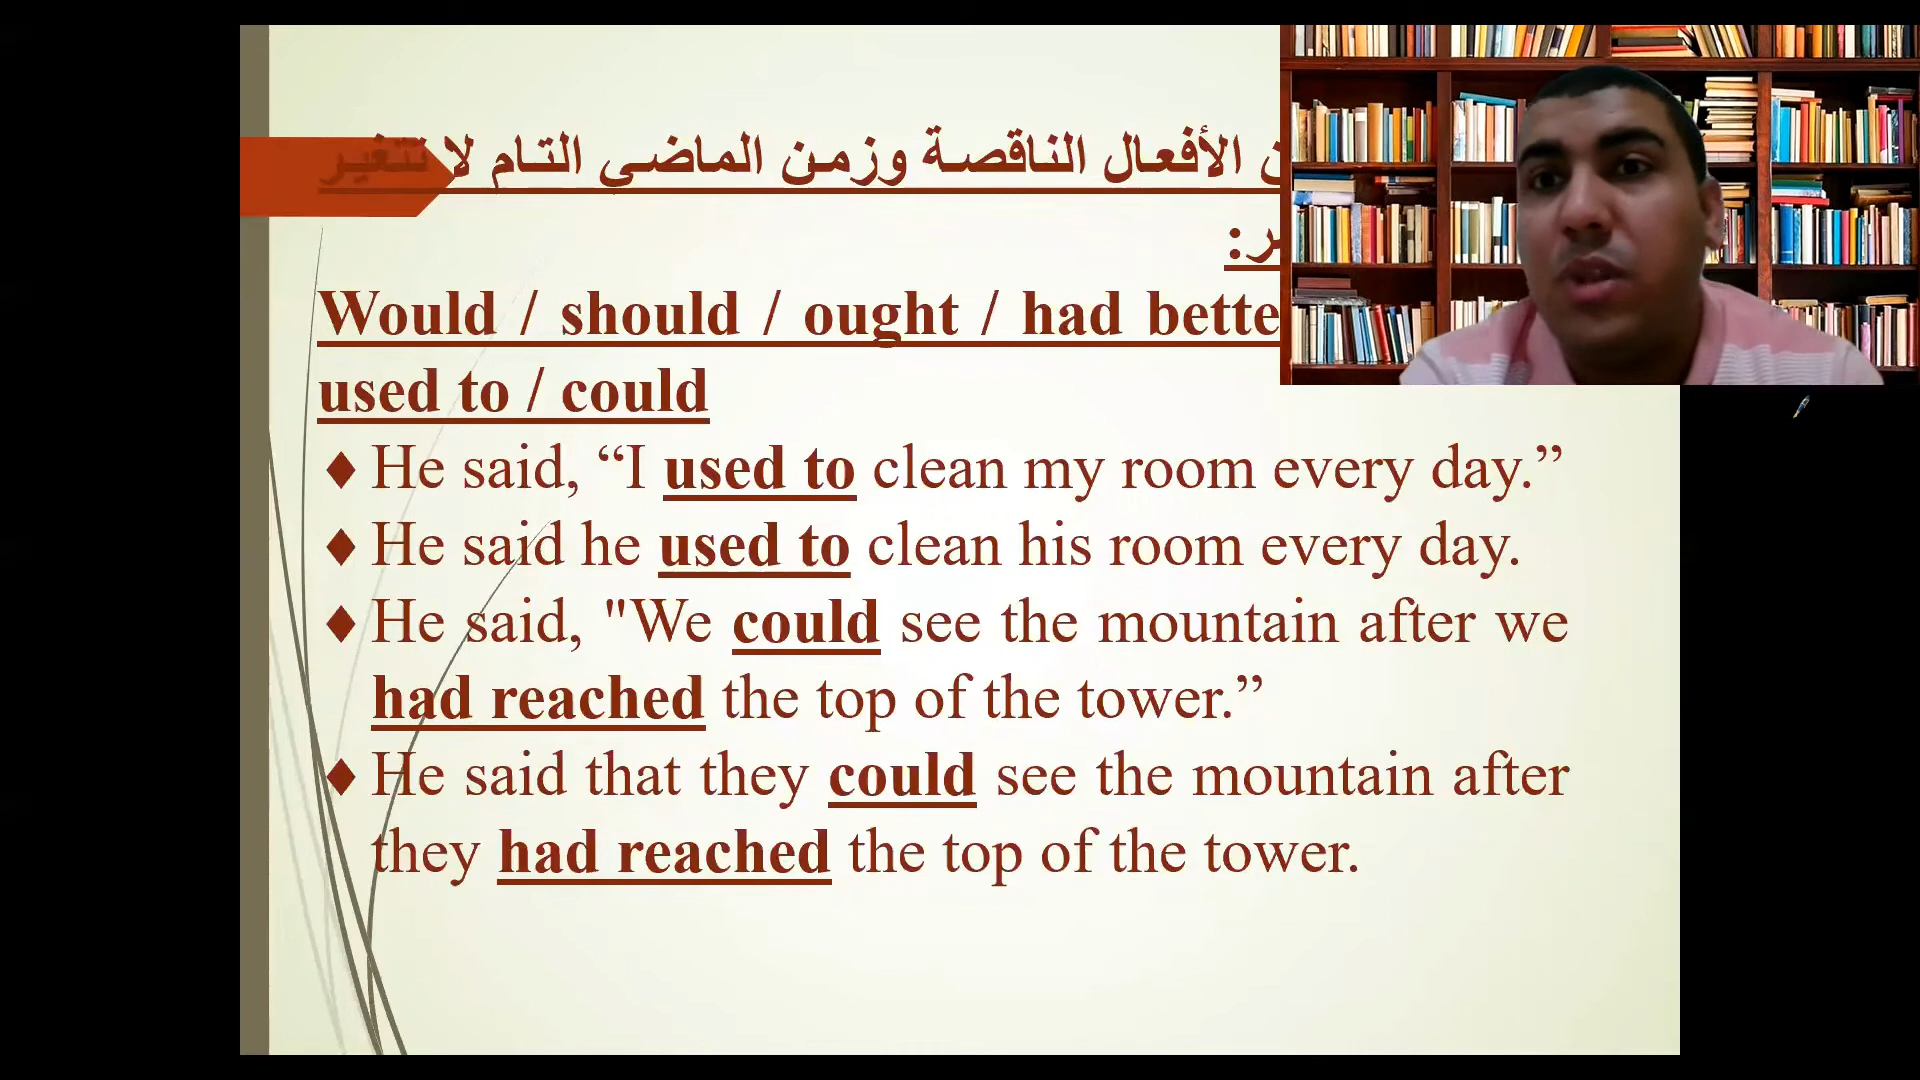 الأفعال الناقصة وزمن الماضي التام لا تتغير
Would / should / ought / had
used to / could
♦ He said, “I used to clean my room every day.”
♦ He said he used to clean his room every day.
♦ He said, "We could see the mountain after we
had reached the top of the tower.”
♦ He said that they could see the mountain after
they had reached the top of the tower.